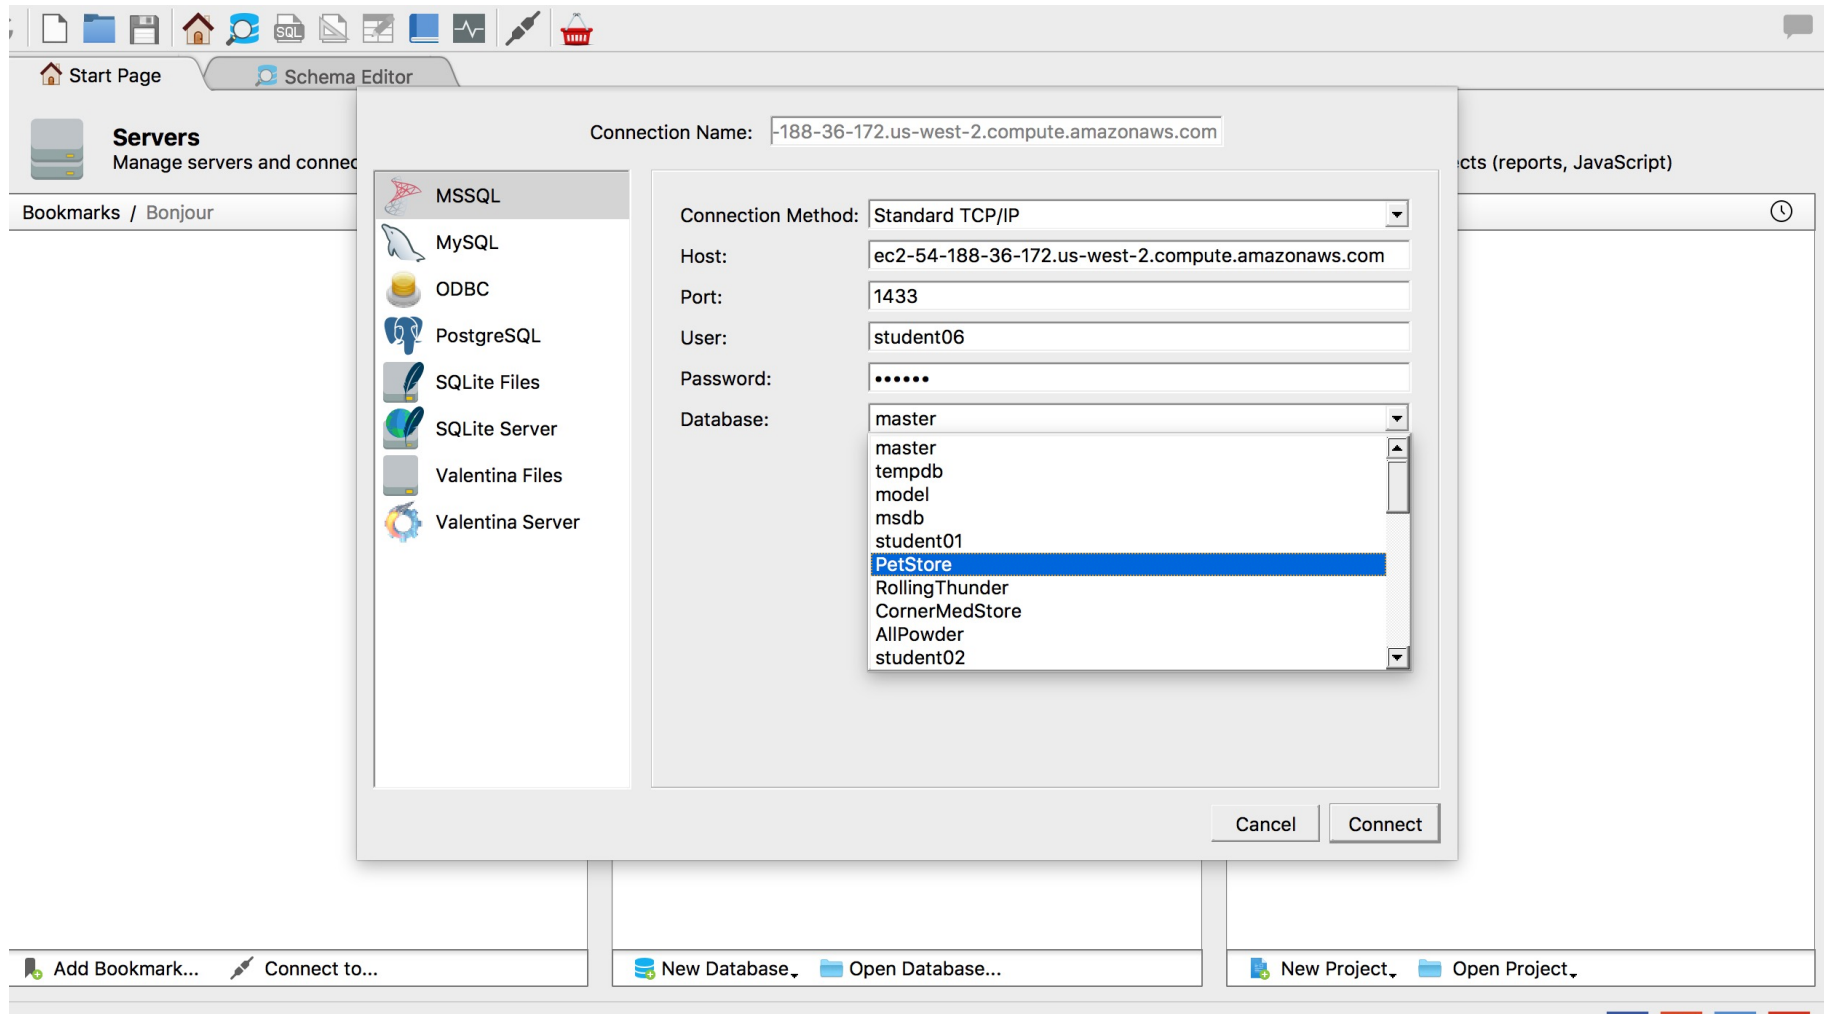 SQL
Start Page
Schema Editor
Servers
Manage servers and connec
Connection Name: -188-36-172.us-west-2.compute.amazonaws.com
cts (reports, JavaScript)
Bookmarks / Bonjour
MSSQL
MySQL
ODBC
PostgreSQL
SQLite Files
SQLite Server
Valentina Files
Valentina Server
Connection Method: Standard TCP/IP
Host: ec2-54-188-36-172.us-west-2.compute.amazonaws.com
Port: 1433
User: student06
Password: ••••••
Database: master
master
tempdb
model
msdb
student01
PetStore
RollingThunder
CornerMedStore
AllPowder
student02
Cancel
Connect
Add Bookmark...
Connect to...
New Database
Open Database...
New Project
Open Project